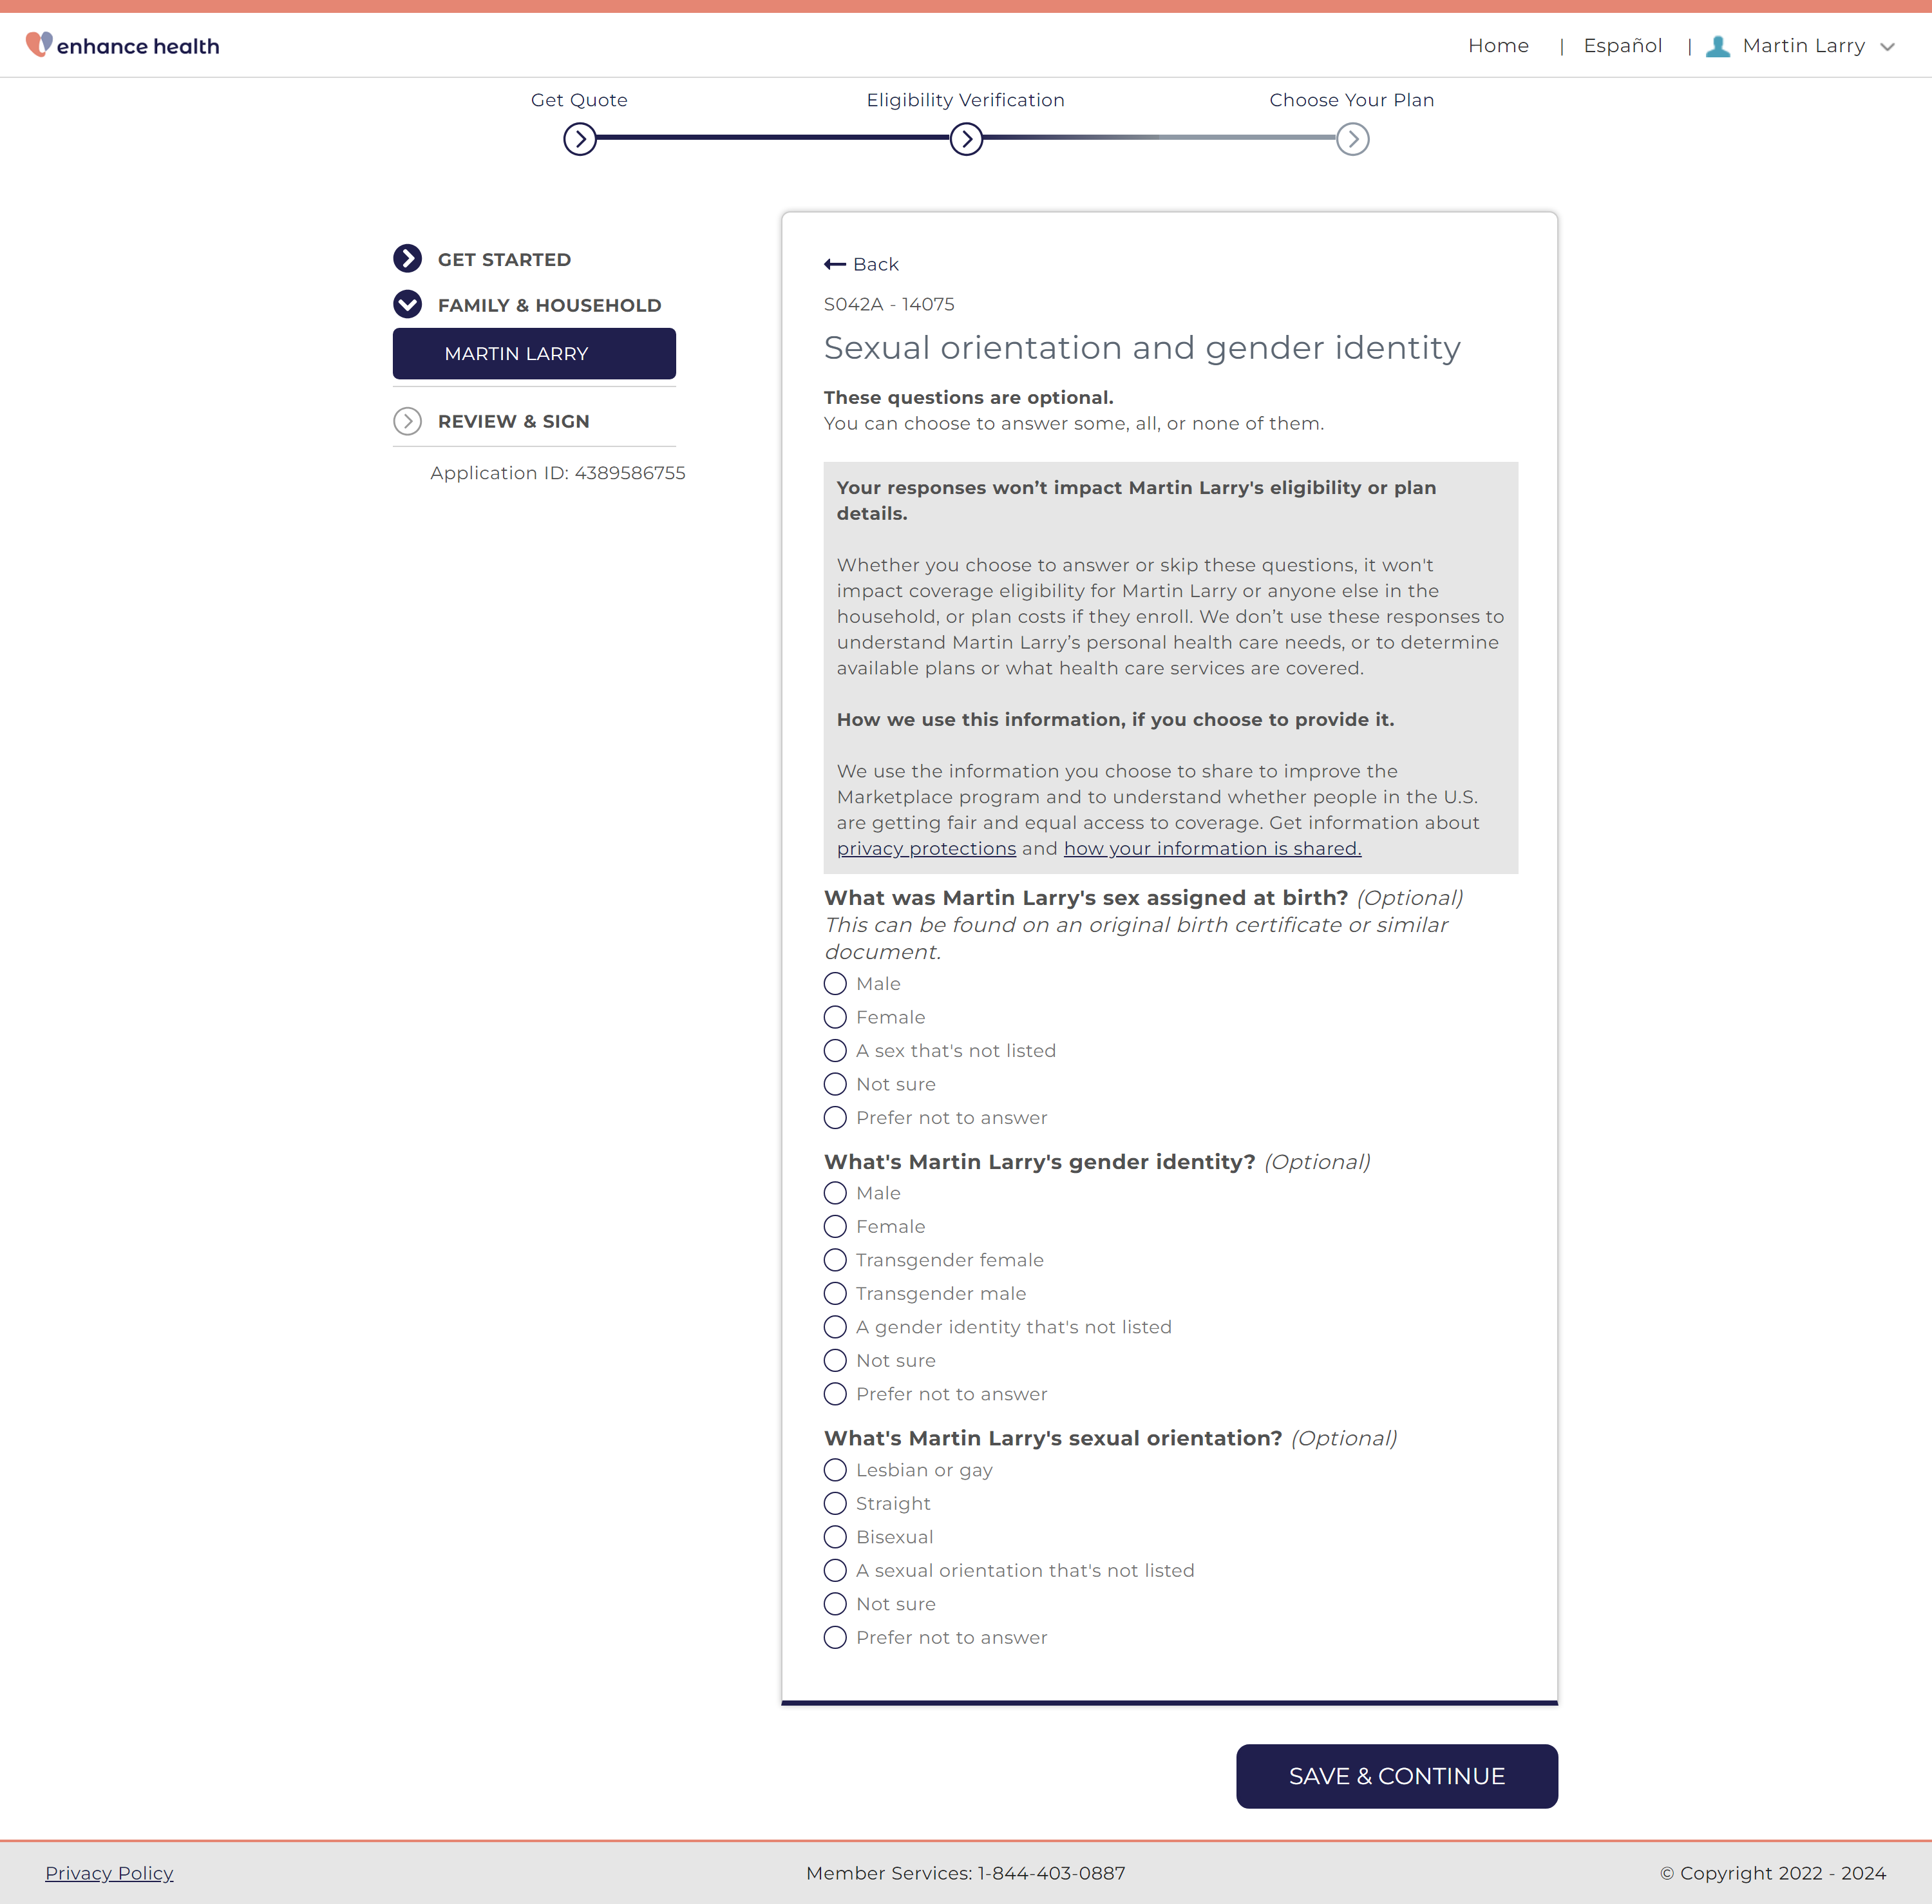 enhance health
Home | Español | Martin Larry
Get Quote
Eligibility Verification
Choose Your Plan
GET STARTED
FAMILY & HOUSEHOLD
MARTIN LARRY
REVIEW & SIGN
Application ID: 4389586755
Back
S042A - 14075
Sexual orientation and gender identity
These questions are optional.
You can choose to answer some, all, or none of them.
Your responses won’t impact Martin Larry's eligibility or plan
details.
Whether you choose to answer or skip these questions, it won't
impact coverage eligibility for Martin Larry or anyone else in the
household, or plan costs if they enroll. We don’t use these responses to
understand Martin Larry’s personal health care needs, or to determine
available plans or what health care services are covered.
How we use this information, if you choose to provide it.
We use the information you choose to share to improve the
Marketplace program and to understand whether people in the U.S.
are getting fair and equal access to coverage. Get information about
privacy protections and how your information is shared.
What was Martin Larry's sex assigned at birth? (Optional)
This can be found on an original birth certificate or similar
document.
Male
Female
A sex that's not listed
Not sure
Prefer not to answer
What's Martin Larry's gender identity? (Optional)
Male
Female
Transgender female
Transgender male
A gender identity that's not listed
Not sure
Prefer not to answer
What's Martin Larry's sexual orientation? (Optional)
Lesbian or gay
Straight
Bisexual
A sexual orientation that's not listed
Not sure
Prefer not to answer
SAVE & CONTINUE
Privacy Policy
Member Services: 1-844-403-0887
© Copyright 2022 - 2024